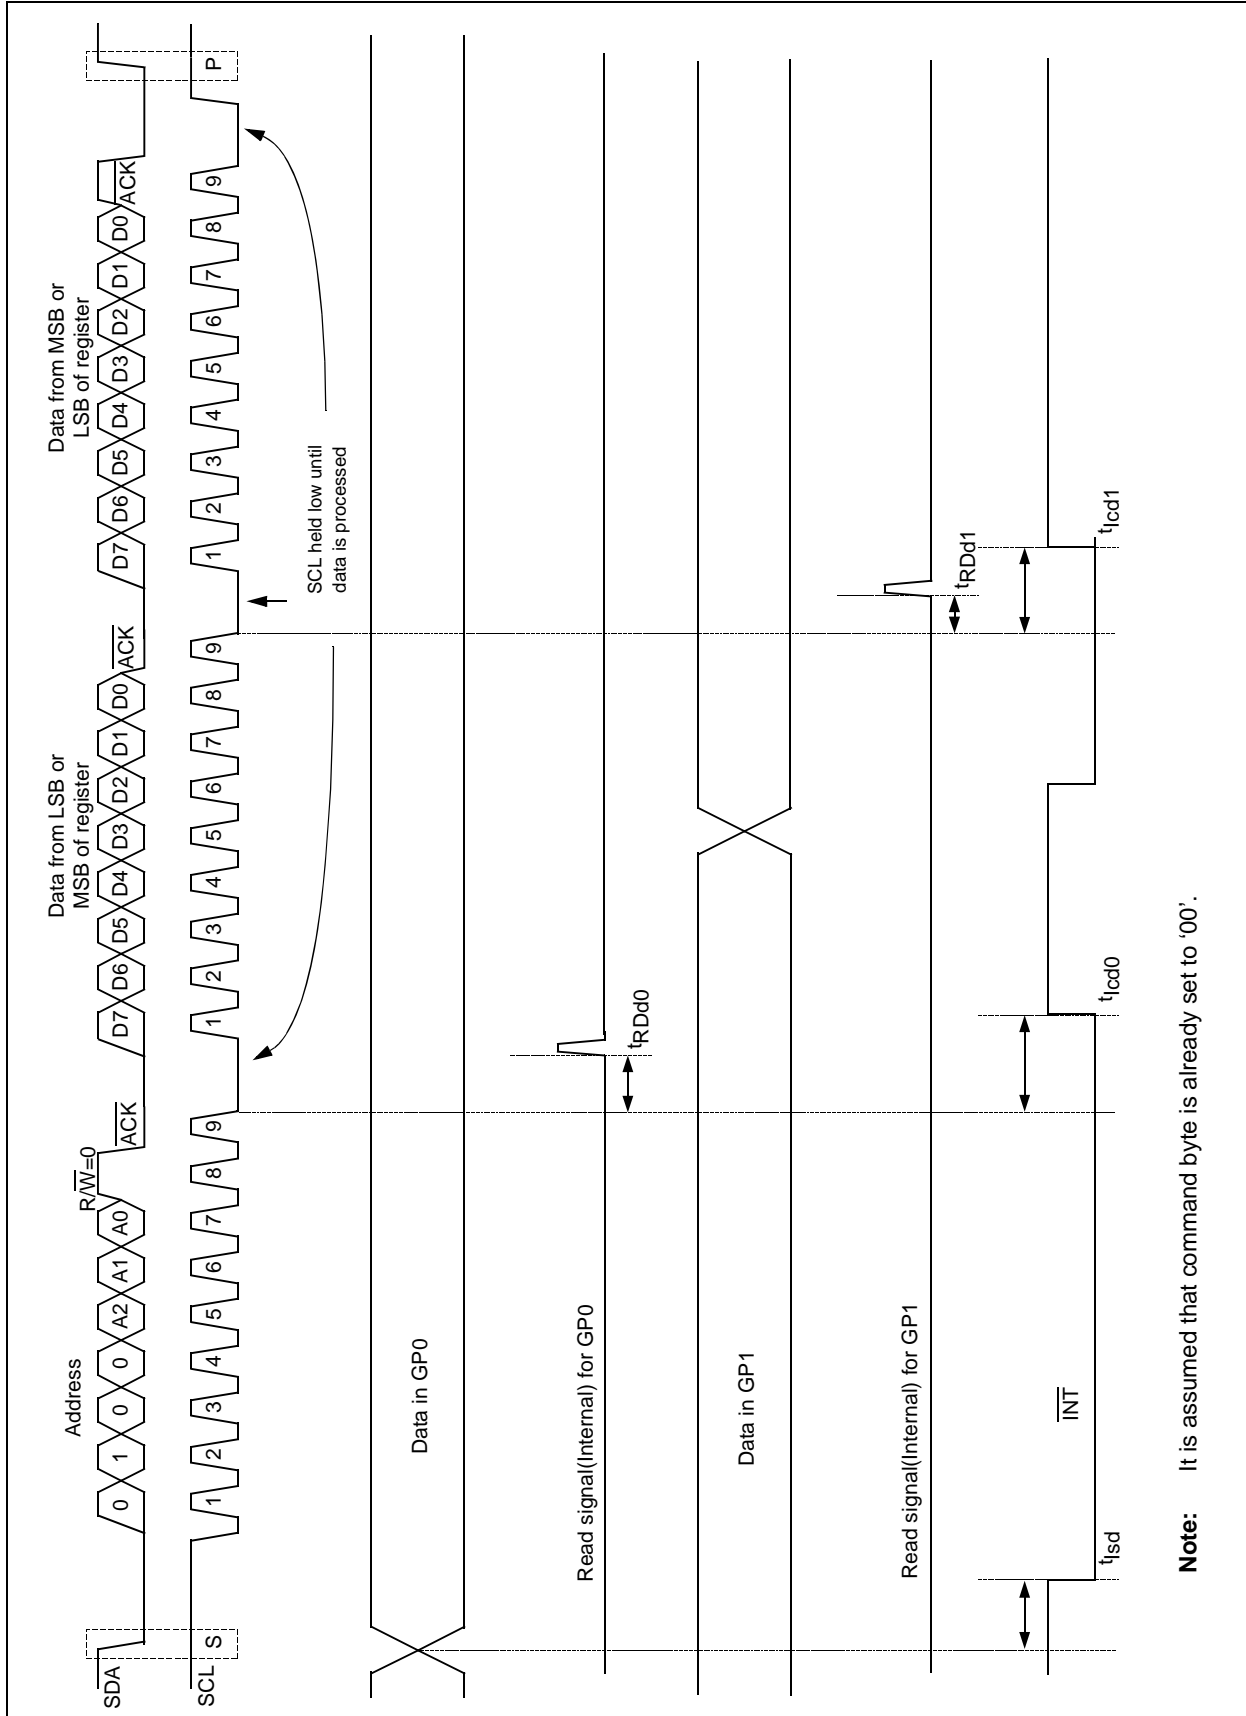 SDA
0 1 0 0 A2 A1 A0
Address
R/W=0
ACK
D7 D6 D5 D4 D3 D2 D1 D0
Data from LSB or
MSB of register
ACK
D7 D6 D5 D4 D3 D2 D1 D0
Data from MSB or
LSB of register
ACK
SCL
S
1 2 3 4 5 6 7 8 9
1 2 3 4 5 6 7 8 9
1 2 3 4 5 6 7 8 9
P
SCL held low until
data is processed
Data in GP0
Read signal(Internal) for GP0
tRDd0
Data in GP1
Read signal(Internal) for GP1
tRDd1
INT
tIsd
tIcd0
tIcd1
Note: It is assumed that command byte is already set to ‘00’.